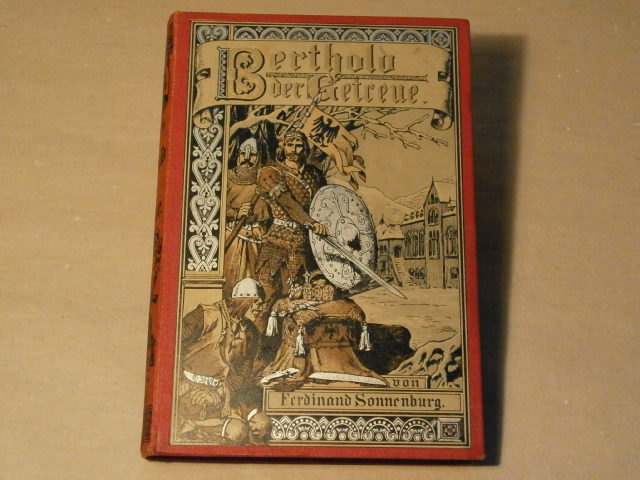 Berthold
der Getreue.
von
Ferdinand Sonnenburg.